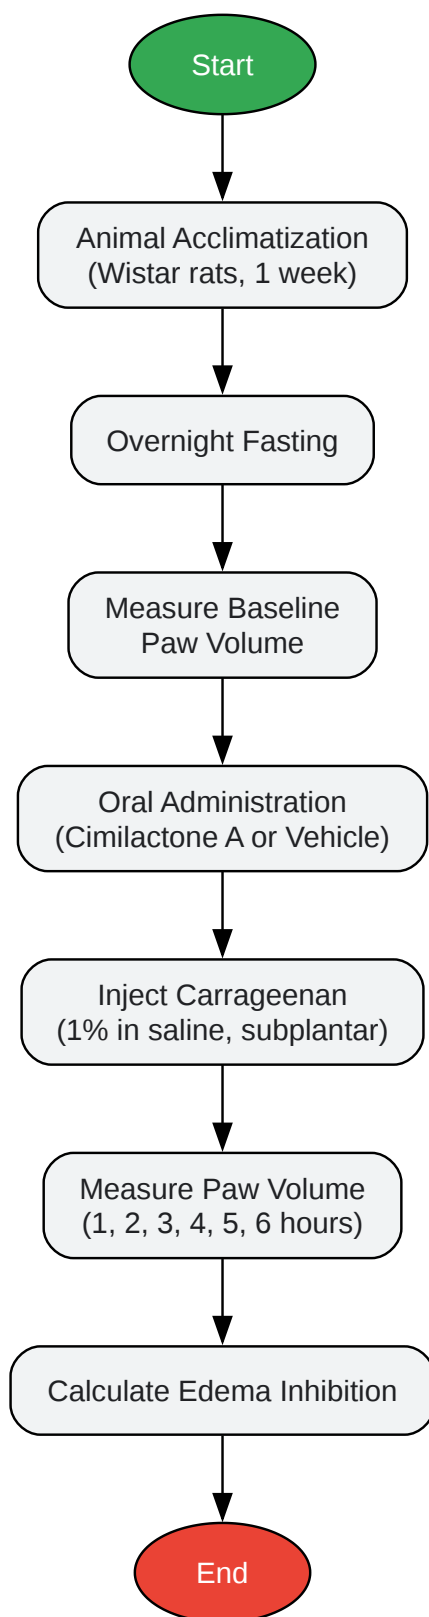 Start
Animal Acclimatization
(Wistar rats, 1 week)
Overnight Fasting
Measure Baseline
Paw Volume
Oral Administration
(Cimilactone A or Vehicle)
Inject Carrageenan
(1% in saline, subplantar)
Measure Paw Volume
(1, 2, 3, 4, 5, 6 hours)
Calculate Edema Inhibition
End